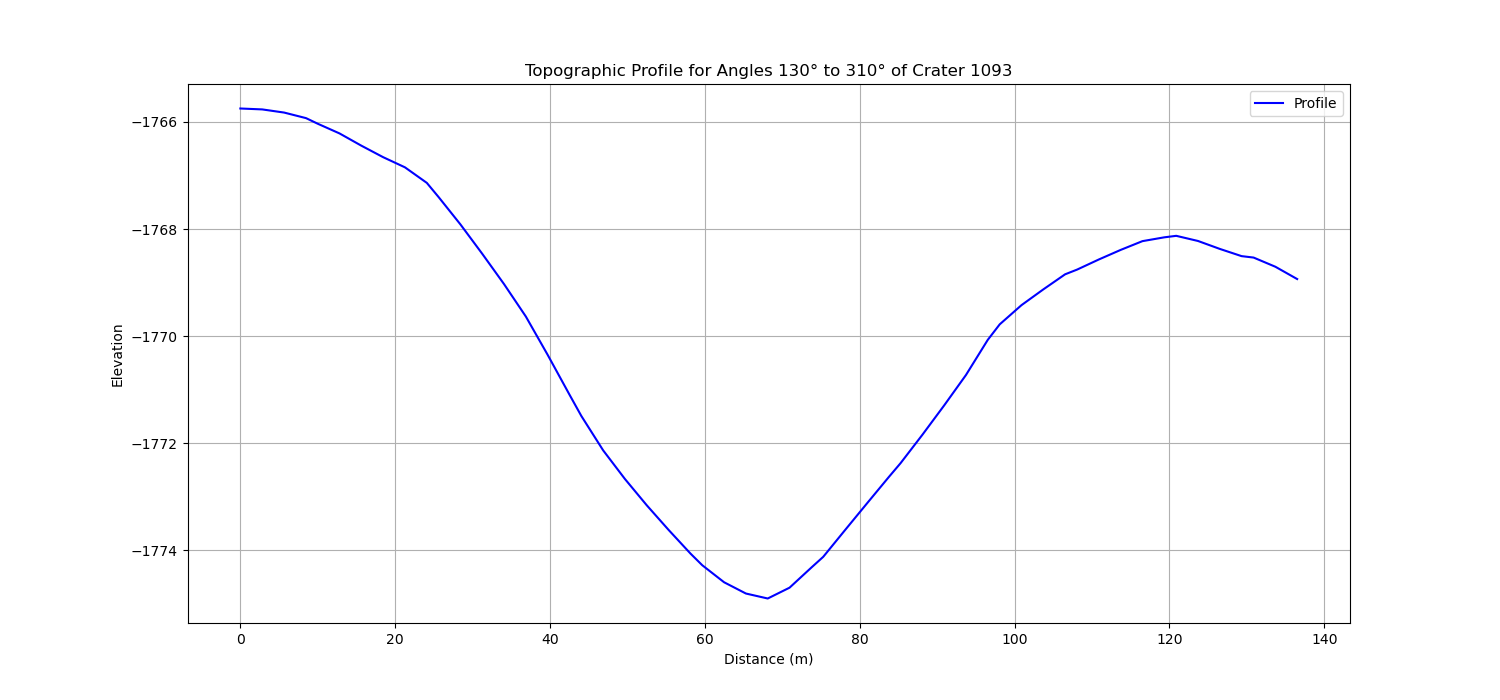 Topographic Profile for Angles 130° to 310° of Crater 1093
Profile
−1766
−1768
−1770
−1772
−1774
Elevation
0 20 40 60 80 100 120 140
Distance (m)